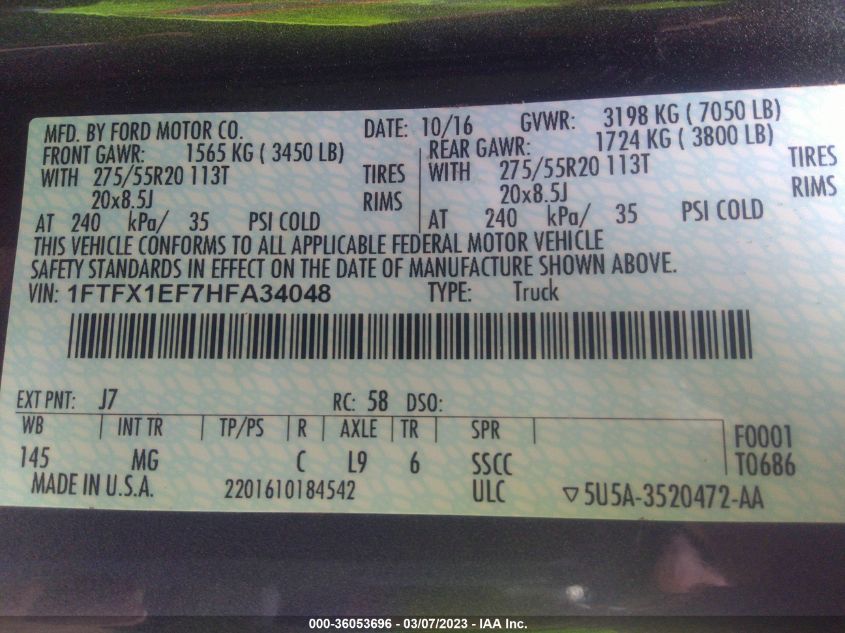 MFD. BY FORD MOTOR CO. DATE: 10/16 GVWR: 3198 KG ( 7050 LB)
FRONT GAWR: 1565 KG ( 3450 LB) REAR GAWR: 1724 KG ( 3800 LB)
WITH 275/55R20 113T TIRES WITH 275/55R20 113T TIRES
20x8.5J RIMS 20x8.5J RIMS
AT 240 kPa/ 35 PSI COLD AT 240 kPa/ 35 PSI COLD
THIS VEHICLE CONFORMS TO ALL APPLICABLE FEDERAL MOTOR VEHICLE
SAFETY STANDARDS IN EFFECT ON THE DATE OF MANUFACTURE SHOWN ABOVE.
VIN: 1FTFX1EF7HFA34048 TYPE: Truck
EXT PNT: J7 RC: 58 DSO:
WB INT TR TP/PS R AXLE TR SPR F0001
145 MG C L9 6 SSCC T0686
MADE IN U.S.A. 2201610184542 ULC ▽5U5A-3520472-AA
000-36053696 - 03/07/2023 - IAA Inc.